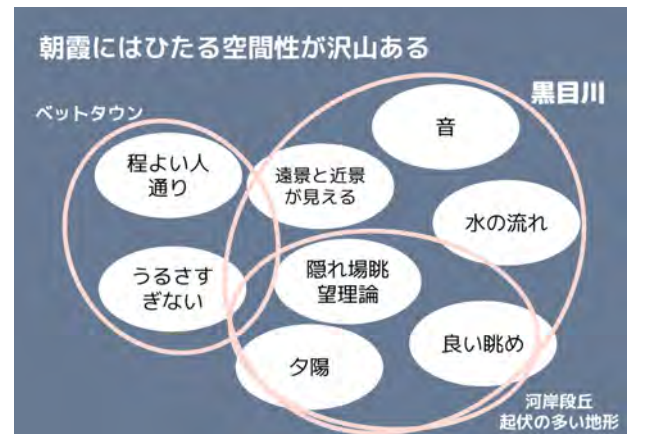 朝霞にはひたる空間性が沢山ある
黒目川
ベットタウン
音
程よい人
通り
遠景と近景
が見える
水の流れ
隠れ場眺
望理論
うるさす
ぎない
良い眺め
夕陽
河岸段丘
起伏の多い地形